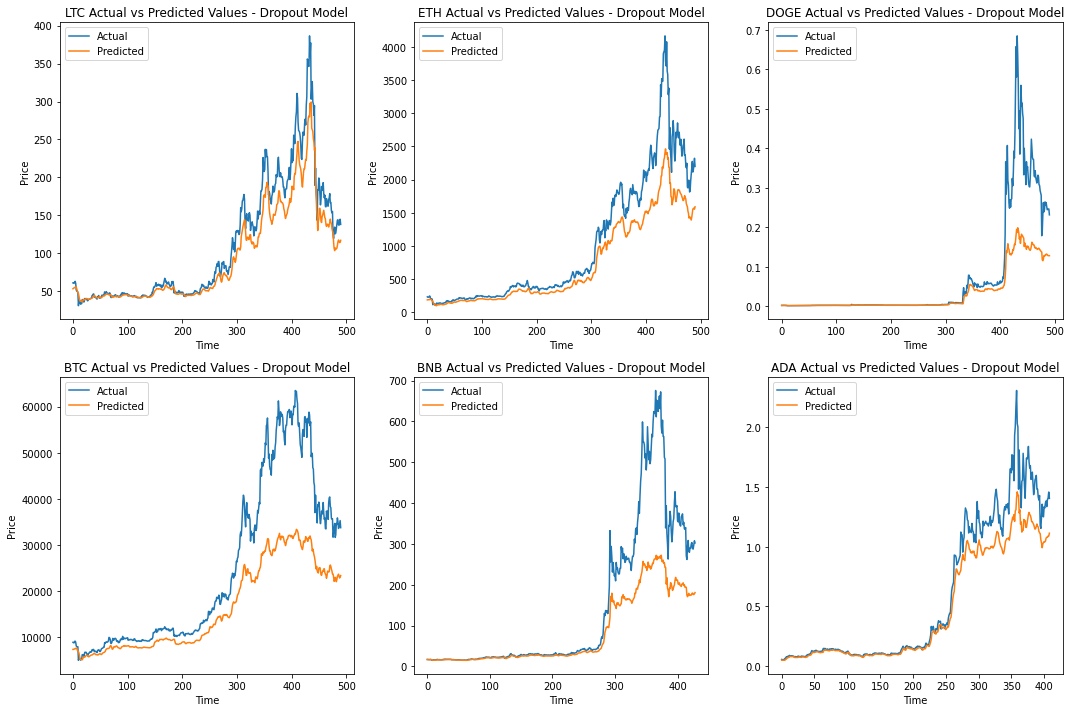 LTC Actual vs Predicted Values - Dropout Model
400
350
300
250
200
150
100
50
Price
Actual
Predicted
0
100
200
300
400
500
Time
ETH Actual vs Predicted Values - Dropout Model
4000
3500
3000
2500
2000
1500
1000
500
0
Price
Actual
Predicted
0
100
200
300
400
500
Time
DOGE Actual vs Predicted Values - Dropout Model
0.7
0.6
0.5
0.4
0.3
0.2
0.1
0.0
Price
Actual
Predicted
0
100
200
300
400
500
Time
BTC Actual vs Predicted Values - Dropout Model
60000
50000
40000
30000
20000
10000
Price
Actual
Predicted
0
100
200
300
400
500
Time
BNB Actual vs Predicted Values - Dropout Model
700
600
500
400
300
200
100
0
Price
Actual
Predicted
0
100
200
300
400
Time
ADA Actual vs Predicted Values - Dropout Model
2.0
1.5
1.0
0.5
0.0
Price
Actual
Predicted
0
50
100
150
200
250
300
350
400
Time